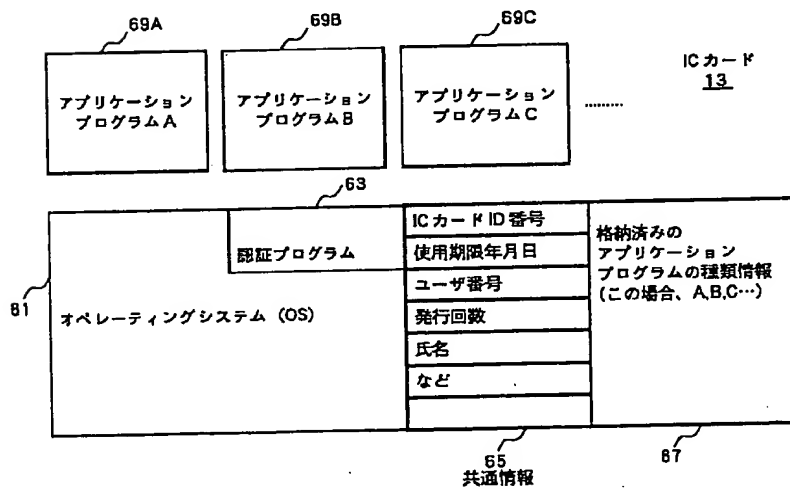 69A
69B
69C
アプリケーション
プログラムA
アプリケーション
プログラムB
アプリケーション
プログラムC
………
ICカード
13
63
61
オペレーティングシステム (OS)
認証プログラム
ICカードID番号
使用期限年月日
ユーザ番号
発行回数
氏名
など
格納済みの
アプリケーション
プログラムの種類情報
(この場合、A,B,C…)
65
共通情報
67